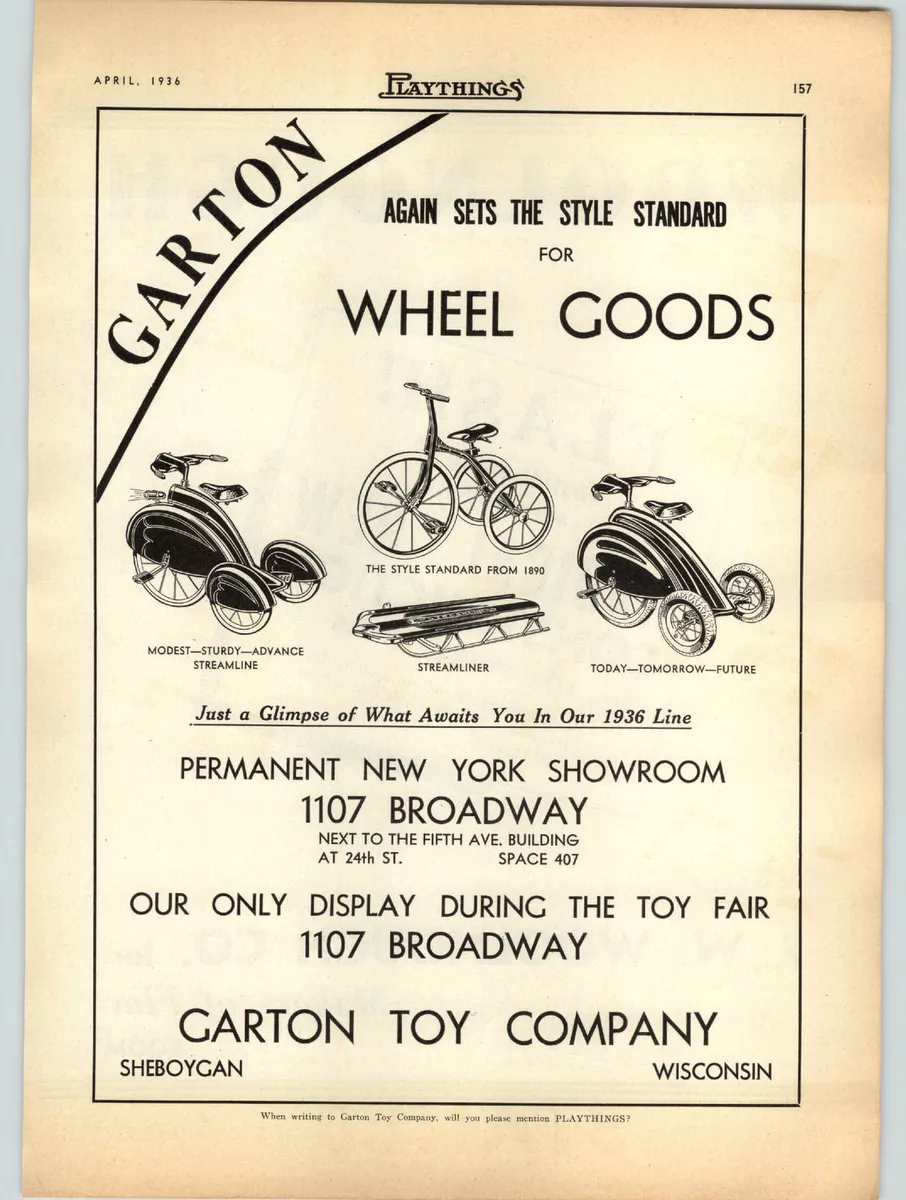 APRIL, 1936
PLAYTHINGS
157
GARTON
AGAIN SETS THE STYLE STANDARD
FOR
WHEEL GOODS
THE STYLE STANDARD FROM 1890
MODEST—STURDY—ADVANCE
STREAMLINE
STREAMLINER
TODAY—TOMORROW—FUTURE
Just a Glimpse of What Awaits You In Our 1936 Line
PERMANENT NEW YORK SHOWROOM
1107 BROADWAY
NEXT TO THE FIFTH AVE. BUILDING
AT 24th ST. SPACE 407
OUR ONLY DISPLAY DURING THE TOY FAIR
1107 BROADWAY
GARTON TOY COMPANY
SHEBOYGAN WISCONSIN
When writing to Garton Toy Company, will you please mention PLAYTHINGS?